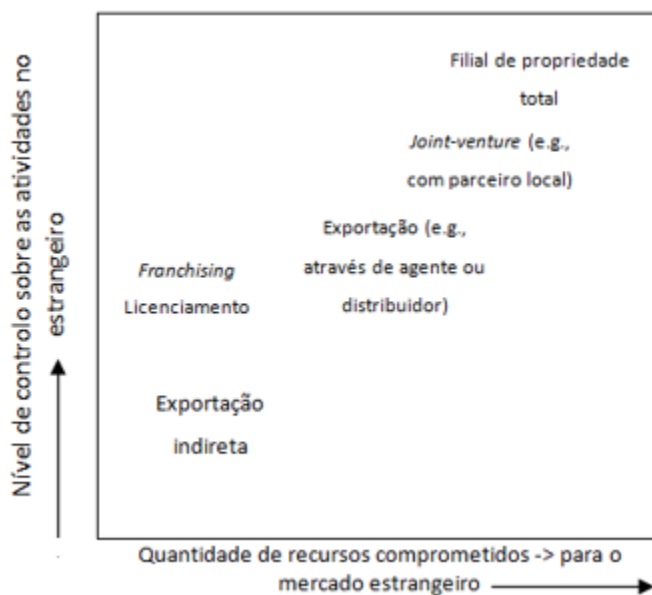 Nível de controlo sobre as atividades no
estrangeiro
Filial de propriedade
total
Joint-venture (e.g.,
com parceiro local)
Exportação (e.g.,
através de agente ou
distribuidor)
Franchising
Licenciamento
Exportação
indireta
Quantidade de recursos comprometidos -> para o
mercado estrangeiro